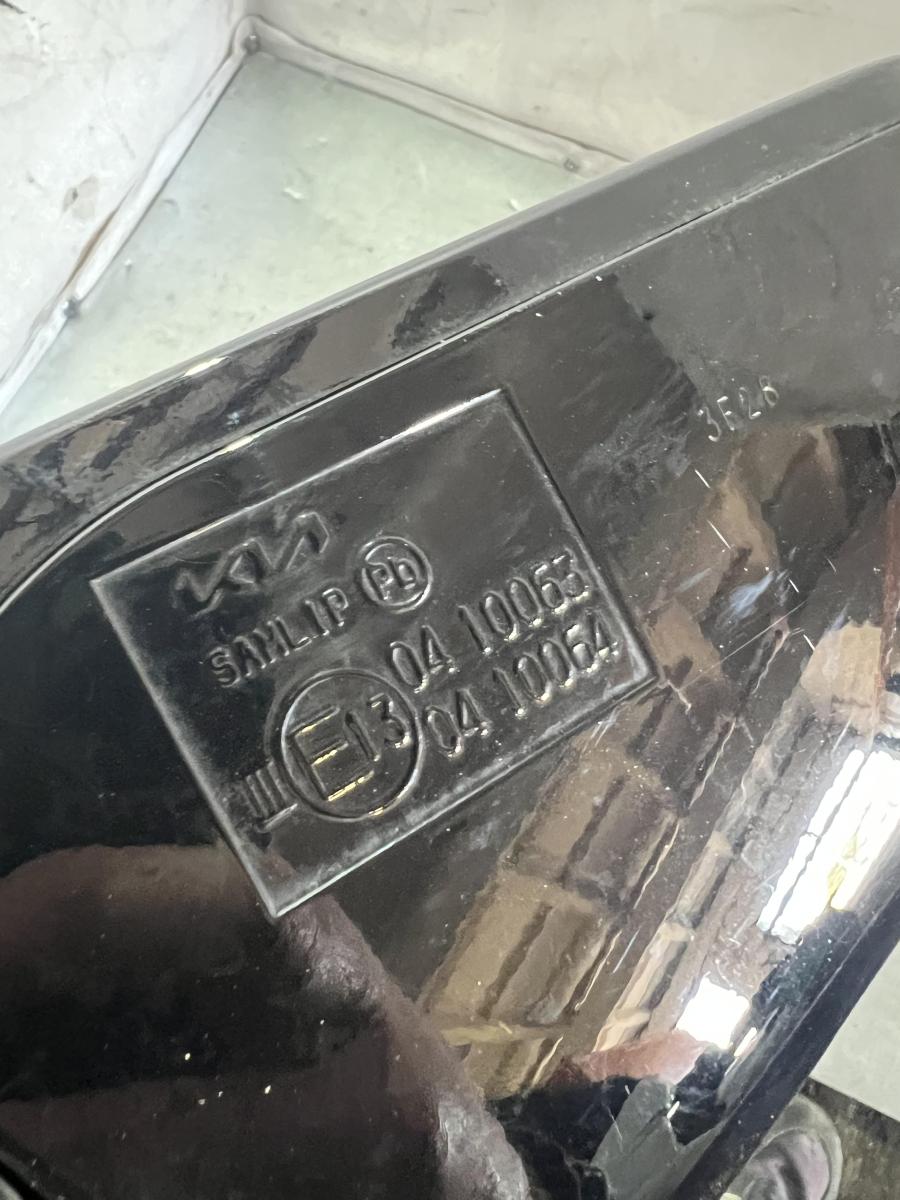 3E28
KIA
SAMLIP Pb
04 10063
04 10064
III E13